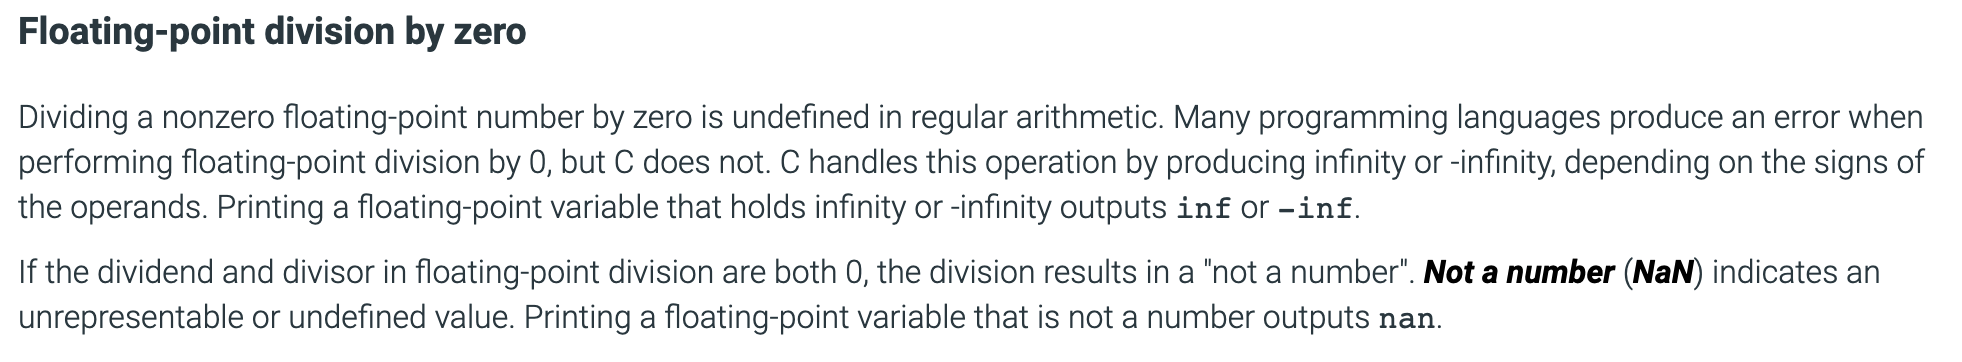 Floating-point division by zero
Dividing a nonzero floating-point number by zero is undefined in regular arithmetic. Many programming languages produce an error when
performing floating-point division by 0, but C does not. C handles this operation by producing infinity or -infinity, depending on the signs of
the operands. Printing a floating-point variable that holds infinity or -infinity outputs inf or -inf.
If the dividend and divisor in floating-point division are both 0, the division results in a "not a number". Not a number (NaN) indicates an
unrepresentable or undefined value. Printing a floating-point variable that is not a number outputs nan.